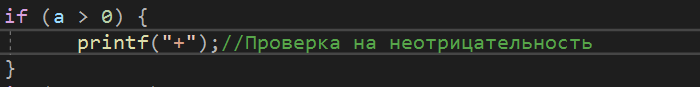 if (a > 0) {
printf("+");//Проверка на неотрицательность
}